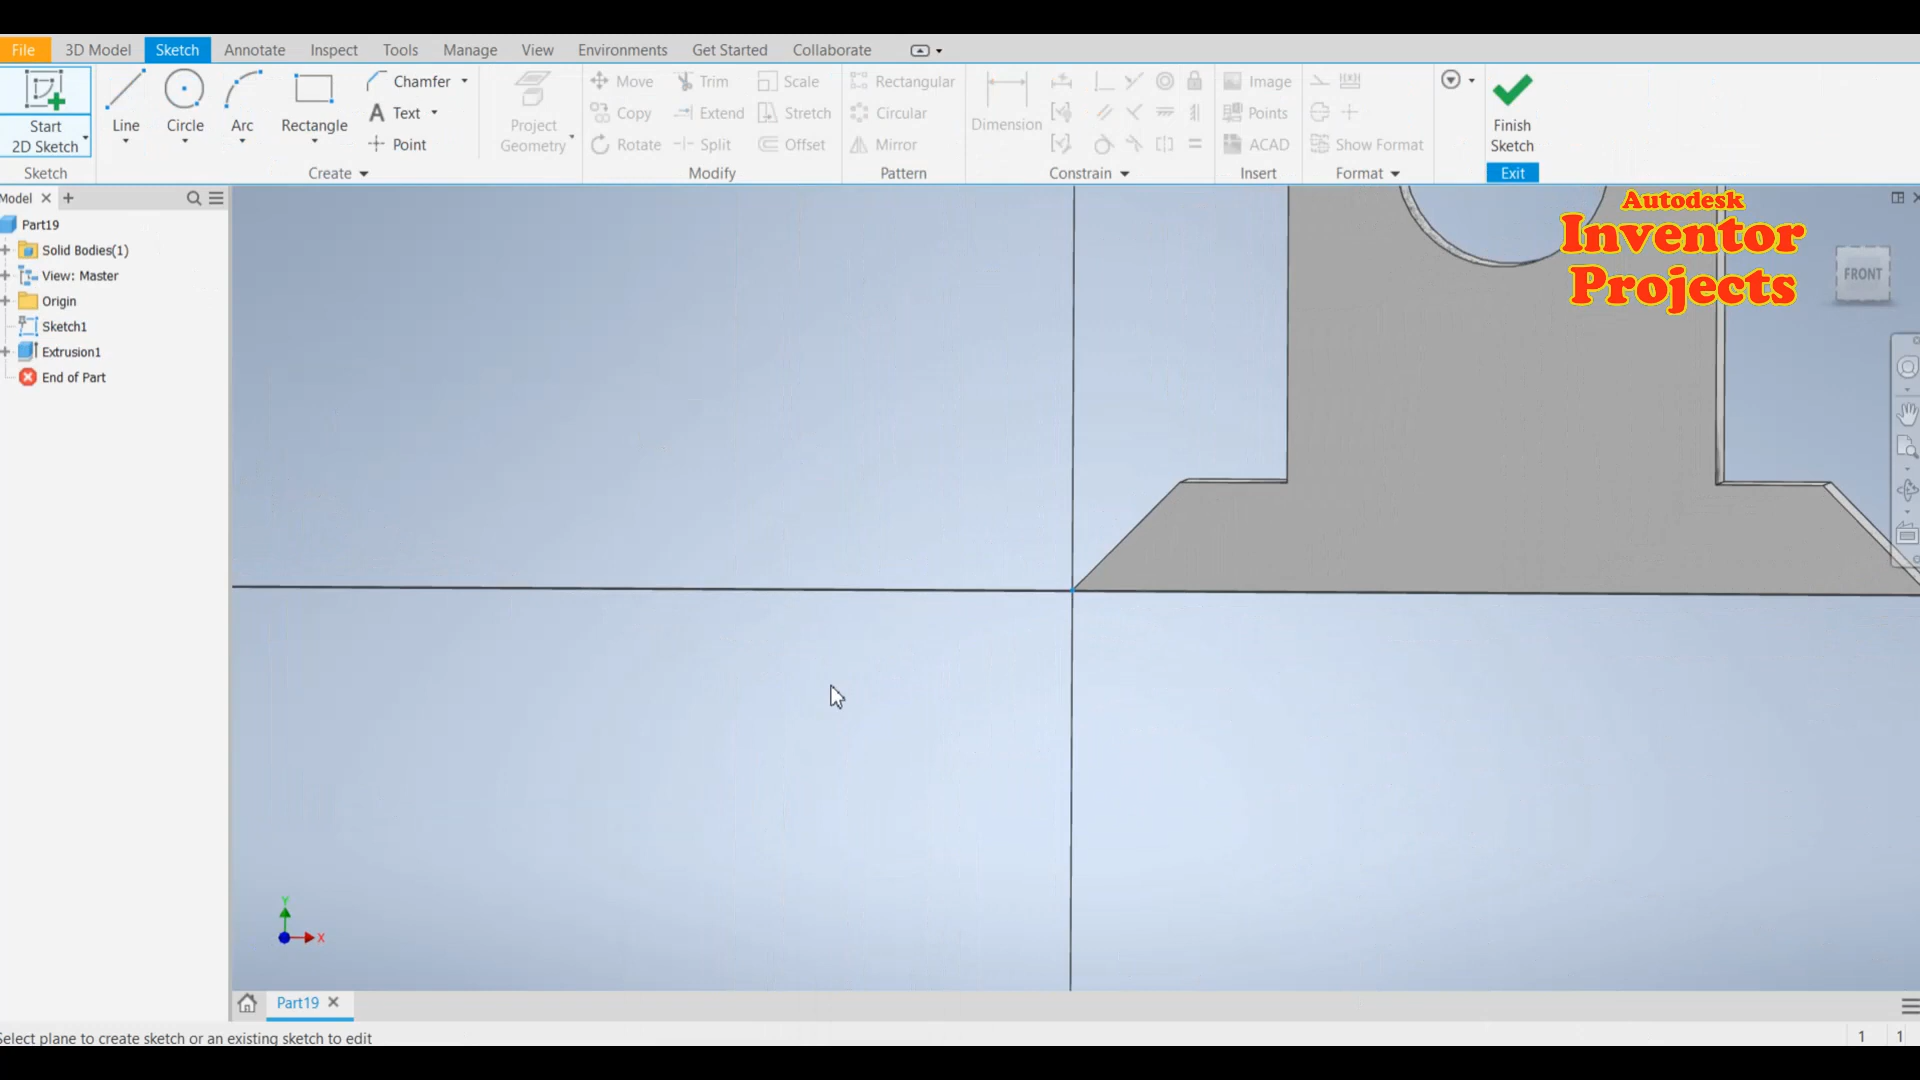 File 3D Model Sketch Annotate Inspect Tools Manage View Environments Get Started Collaborate
Chamfer Move Trim Scale Rectangular Image
Text Copy Extend Stretch Circular Points
Start Line Circle Arc Rectangle Project Dimension Finish
2D Sketch Point Geometry Rotate Split Offset Mirror ACAD Show Format Sketch
Sketch Create Modify Pattern Constrain Insert Format Exit
Model
Part19
Solid Bodies(1)
View: Master
Origin
Sketch1
Extrusion1
End of Part
Autodesk
Inventor
Projects
FRONT
Y
X
Part19
Select plane to create sketch or an existing sketch to edit
1 1